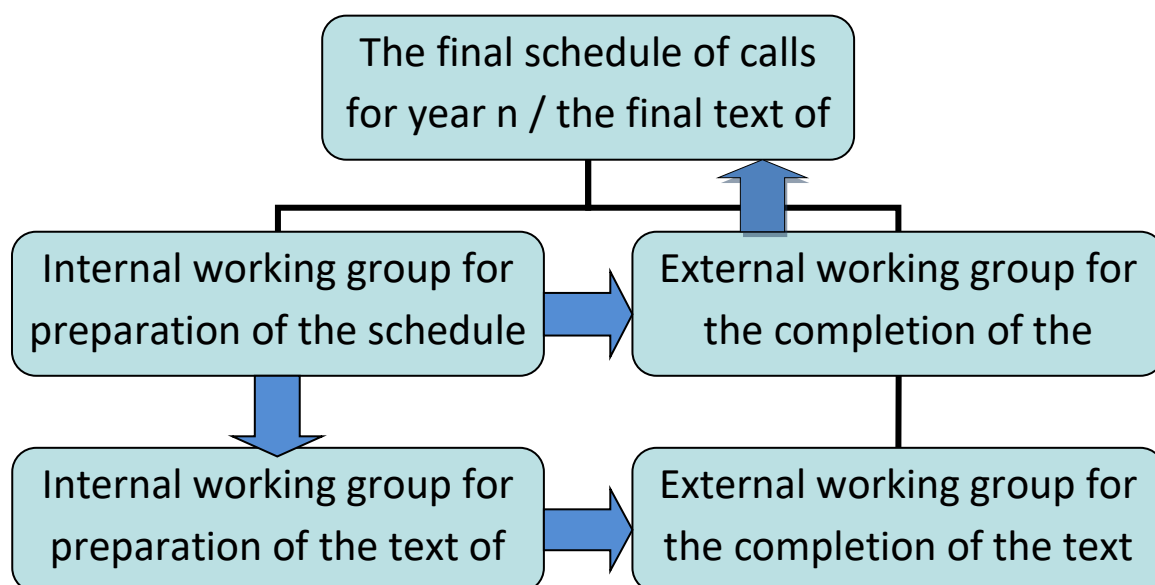 The final schedule of calls
for year n / the final text of
Internal working group for
preparation of the schedule
External working group for
the completion of the
Internal working group for
preparation of the text of
External working group for
the completion of the text